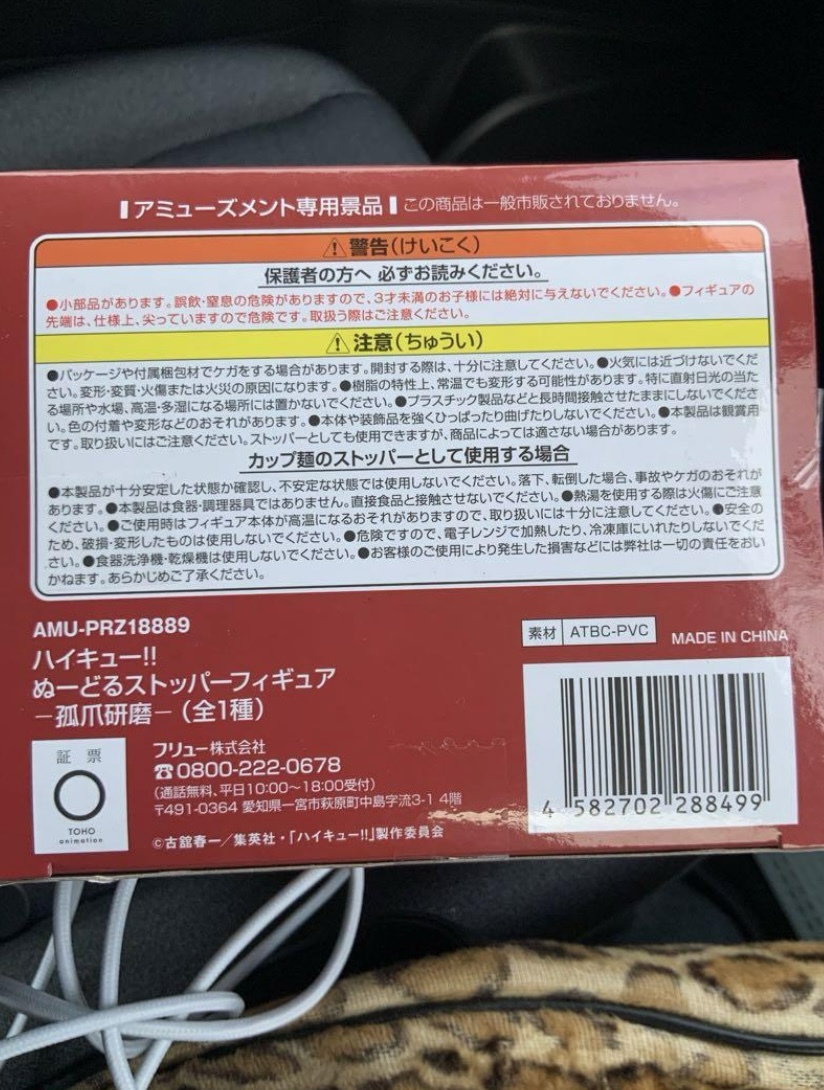 アミューズメント専用景品 この商品は一般市販されておりません。
⚠警告(けいこく)
保護者の方へ 必ずお読みください。
●小部品があります。誤飲・窒息の危険がありますので、3才未満のお子様には絶対に与えないでください。●フィギュアの
先端は、仕様上、尖っていますので危険です。取扱う際はご注意ください。
⚠注意(ちゅうい)
●パッケージや付属梱包材でケガをする場合があります。開封する際は、十分に注意してください。●火気には近づけないでくだ
さい。変形・変質・火傷または火災の原因になります。●樹脂の特性上、常温でも変形する可能性があります。特に直射日光の当た
る場所や水場、高温・多湿になる場所には置かないでください。●プラスチック製品などと長時間接触させたままにしないでくださ
い。色の付着や変形などのおそれがあります。●本体や装飾品を強くひっぱったり曲げたりしないでください。●本製品は観賞用
です。取り扱いにはご注意ください。ストッパーとしても使用できますが、商品によっては適さない場合があります。
カップ麺のストッパーとして使用する場合
●本製品が十分安定した状態か確認し、不安定な状態では使用しないでください。落下、転倒した場合、事故やケガのおそれが
あります。●本製品は食器・調理器具ではありません。直接食品と接触させないでください。●熱湯を使用する際は火傷にご注意
ください。●ご使用時はフィギュア本体が高温になるおそれがありますので、取り扱いには十分に注意してください。●安全の
ため、破損・変形したものは使用しないでください。●危険ですので、電子レンジで加熱したり、冷凍庫にいれたりしないでくだ
さい。●食器洗浄機・乾燥機は使用しないでください。●お客様のご使用により発生した損害などには弊社は一切の責任をおい
かねます。あらかじめご了承ください。
AMU-PRZ18889
ハイキュー!!
ぬーどるストッパーフィギュア
ー孤爪研磨ー(全1種)
素材 ATBC-PVC MADE IN CHINA
証 票
TOHO
animation
フリュー株式会社
☎0800-222-0678
(通話無料、平日10:00〜18:00受付)
〒491-0364 愛知県一宮市萩原町中島字流3-1 4階
©古舘春一／集英社・「ハイキュー!!」製作委員会
4 582702 288499